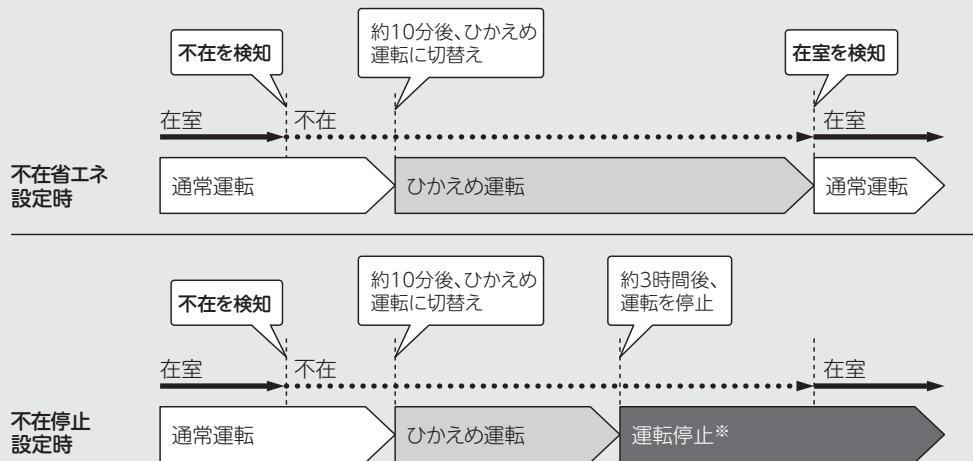 不在を検知
約10分後、ひかえめ
運転に切替え
在室を検知
在室
不在
在室
不在省エネ
設定時
通常運転
ひかえめ運転
通常運転
不在を検知
約10分後、ひかえめ
運転に切替え
約3時間後、
運転を停止
在室
不在
在室
不在停止
設定時
通常運転
ひかえめ運転
運転停止※